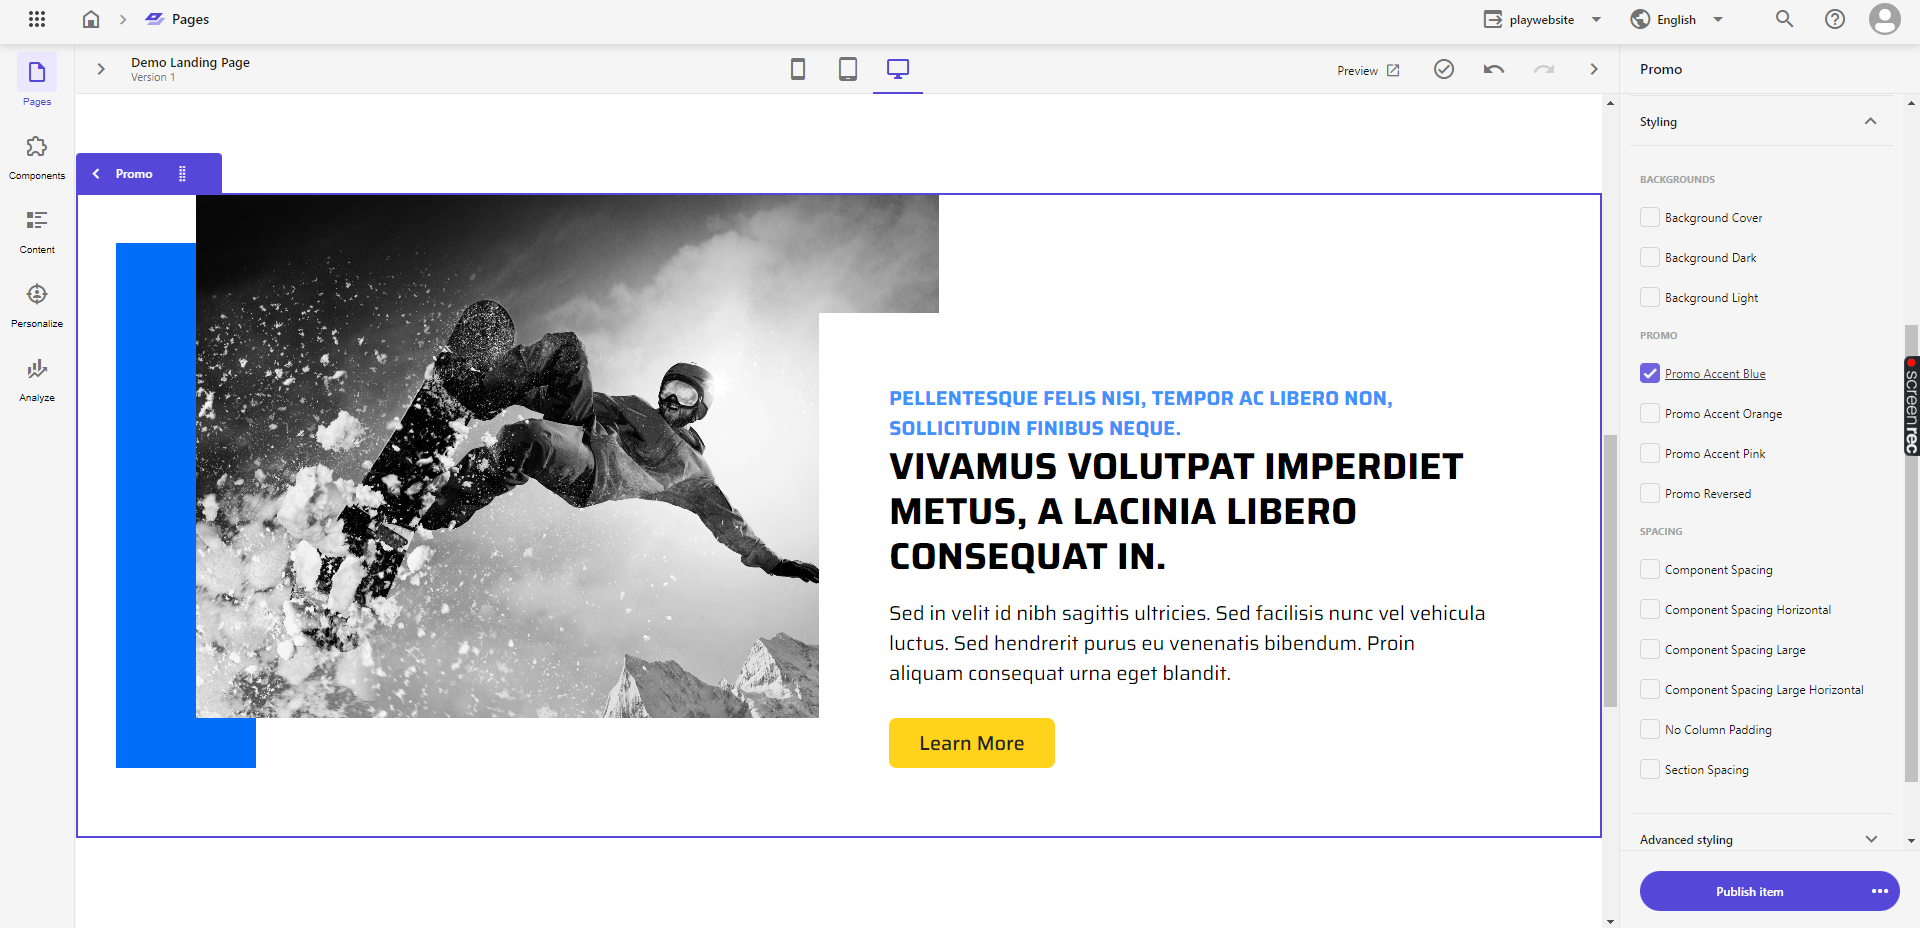 Pages
playwebsite
English
Pages
Components
Content
Personalize
Analyze
Demo Landing Page
Version 1
Preview
Promo
PELLENTESQUE FELIS NISI, TEMPOR AC LIBERO NON,
SOLLICITUDIN FINIBUS NEQUE.
VIVAMUS VOLUTPAT IMPERDIET
METUS, A LACINIA LIBERO
CONSEQUAT IN.
Sed in velit id nibh sagittis ultricies. Sed facilisis nunc vel vehicula
luctus. Sed hendrerit purus eu venenatis bibendum. Proin
aliquam consequat urna eget blandit.
Learn More
Promo
Styling
BACKGROUNDS
Background Cover
Background Dark
Background Light
PROMO
Promo Accent Blue
Promo Accent Orange
Promo Accent Pink
Promo Reversed
SPACING
Component Spacing
Component Spacing Horizontal
Component Spacing Large
Component Spacing Large Horizontal
No Column Padding
Section Spacing
Advanced styling
Publish item
screenrec